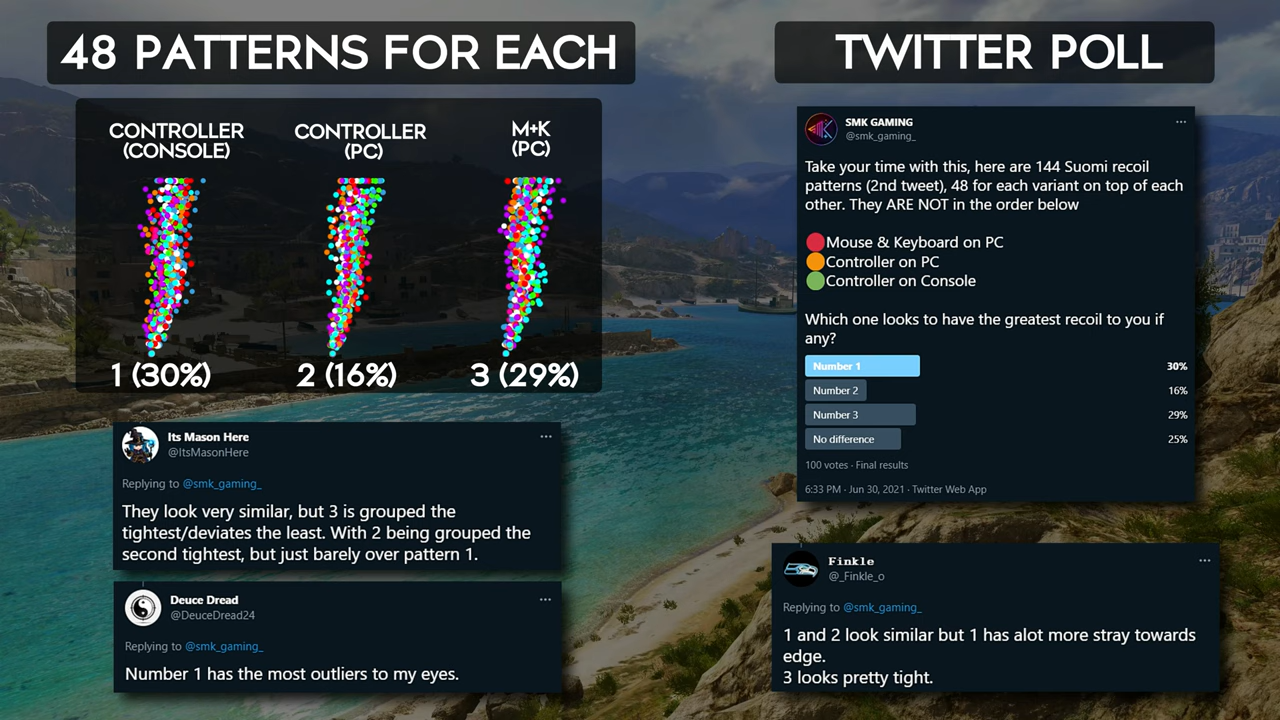 48 PATTERNS FOR EACH
CONTROLLER
(CONSOLE)
CONTROLLER
(PC)
M+K
(PC)
1 (30%)
2 (16%)
3 (29%)
Its Mason Here
@ItsMasonHere
Replying to @smk_gaming_
They look very similar, but 3 is grouped the
tightest/deviates the least. With 2 being grouped the
second tightest, but just barely over pattern 1.
Deuce Dread
@DeuceDread24
Replying to @smk_gaming_
Number 1 has the most outliers to my eyes.
TWITTER POLL
SMK GAMING
@smk_gaming_
Take your time with this, here are 144 Suomi recoil
patterns (2nd tweet), 48 for each variant on top of each
other. They ARE NOT in the order below
Mouse & Keyboard on PC
Controller on PC
Controller on Console
Which one looks to have the greatest recoil to you if
any?
Number 1 30%
Number 2 16%
Number 3 29%
No difference 25%
100 votes · Final results
6:33 PM · Jun 30, 2021 · Twitter Web App
Finkle
@_Finkle_o
Replying to @smk_gaming_
1 and 2 look similar but 1 has alot more stray towards
edge.
3 looks pretty tight.